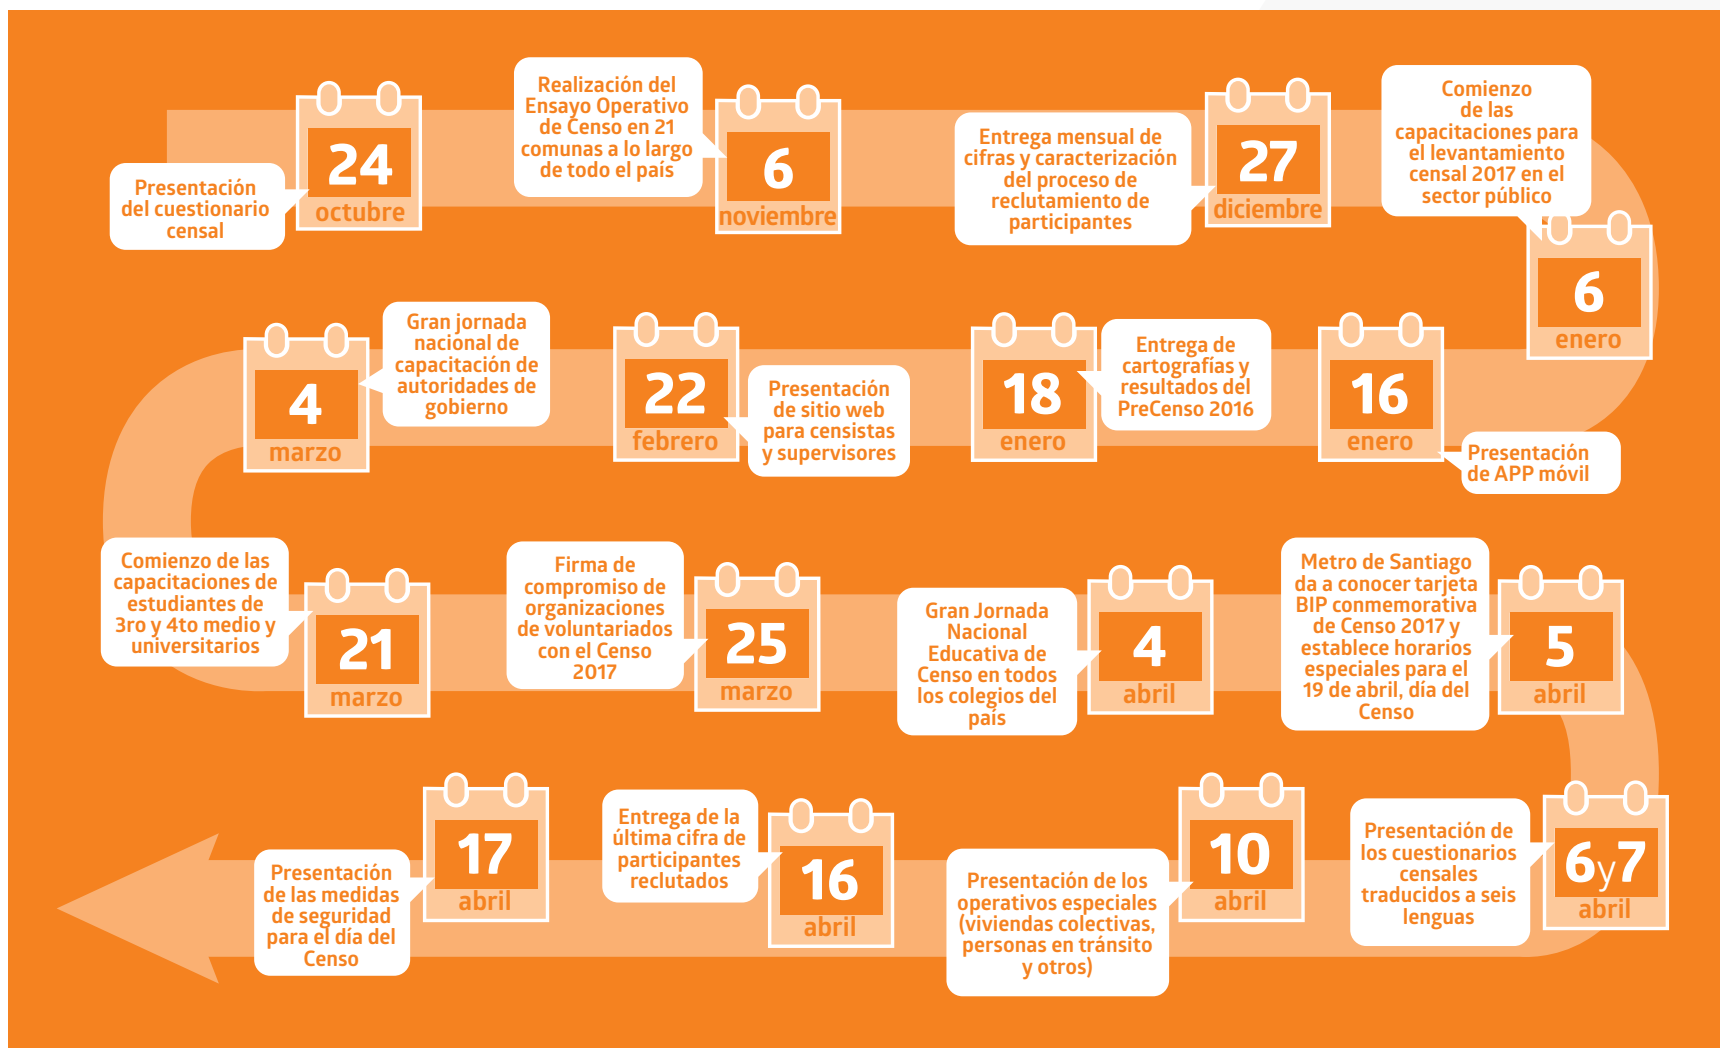 Presentación
del cuestionario
censal
24
octubre
Realización del
Ensayo Operativo
de Censo en 21
comunas a lo largo
de todo el país
6
noviembre
Entrega mensual de
cifras y caracterización
del proceso de
reclutamiento de
participantes
27
diciembre
Comienzo
de las
capacitaciones para
el levantamiento
censal 2017 en el
sector público
6
enero
16
enero
Presentación
de APP móvil
18
enero
Entrega de
cartografías y
resultados del
PreCenso 2016
22
febrero
Presentación
de sitio web
para censistas
y supervisores
4
marzo
Gran jornada
nacional de
capacitación de
autoridades de
gobierno
Comienzo de las
capacitaciones de
estudiantes de
3ro y 4to medio y
universitarios
21
marzo
Firma de
compromiso de
organizaciones
de voluntariados
con el Censo
2017
25
marzo
Gran Jornada
Nacional
Educativa de
Censo en todos
los colegios del
país
4
abril
Metro de Santiago
da a conocer tarjeta
BIP conmemorativa
de Censo 2017 y
establece horarios
especiales para el
19 de abril, día del
Censo
5
abril
Presentación de
los cuestionarios
censales
traducidos a seis
lenguas
6y7
abril
Presentación de los
operativos especiales
(viviendas colectivas,
personas en tránsito
y otros)
10
abril
Entrega de la
última cifra de
participantes
reclutados
16
abril
Presentación
de las medidas
de seguridad
para el día del
Censo
17
abril